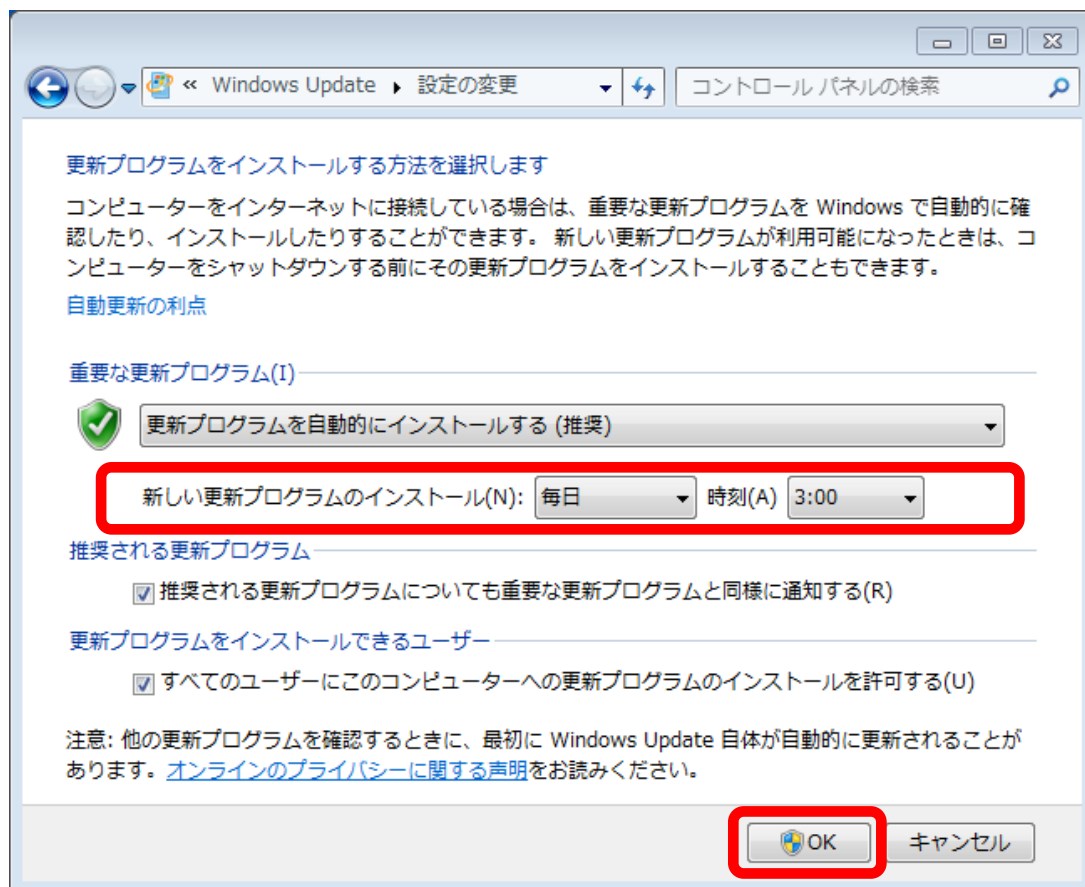 « Windows Update ▸ 設定の変更
コントロール パネルの検索
更新プログラムをインストールする方法を選択します
コンピューターをインターネットに接続している場合は、重要な更新プログラムを Windows で自動的に確
認したり、インストールしたりすることができます。 新しい更新プログラムが利用可能になったときは、コ
ンピューターをシャットダウンする前にその更新プログラムをインストールすることもできます。
自動更新の利点
重要な更新プログラム(I)
更新プログラムを自動的にインストールする (推奨)
新しい更新プログラムのインストール(N): 毎日 時刻(A) 3:00
推奨される更新プログラム
推奨される更新プログラムについても重要な更新プログラムと同様に通知する(R)
更新プログラムをインストールできるユーザー
すべてのユーザーにこのコンピューターへの更新プログラムのインストールを許可する(U)
注意: 他の更新プログラムを確認するときに、最初に Windows Update 自体が自動的に更新されることが
あります。オンラインのプライバシーに関する声明をお読みください。
OK キャンセル